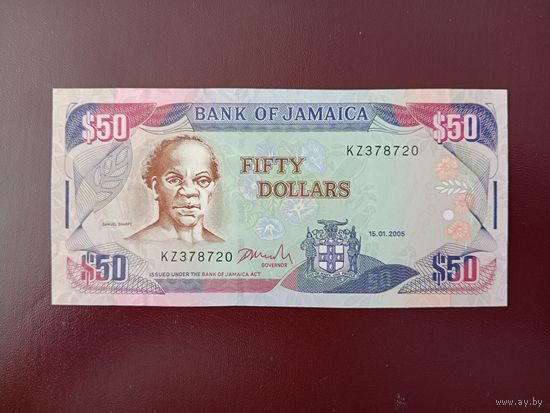 BANK OF JAMAICA
$50
$50
KZ378720
FIFTY
DOLLARS
SAMUEL SHARPE
15.01.2005
KZ378720
GOVERNOR
ISSUED UNDER THE BANK OF JAMAICA ACT
$50
$50
www.ay.by